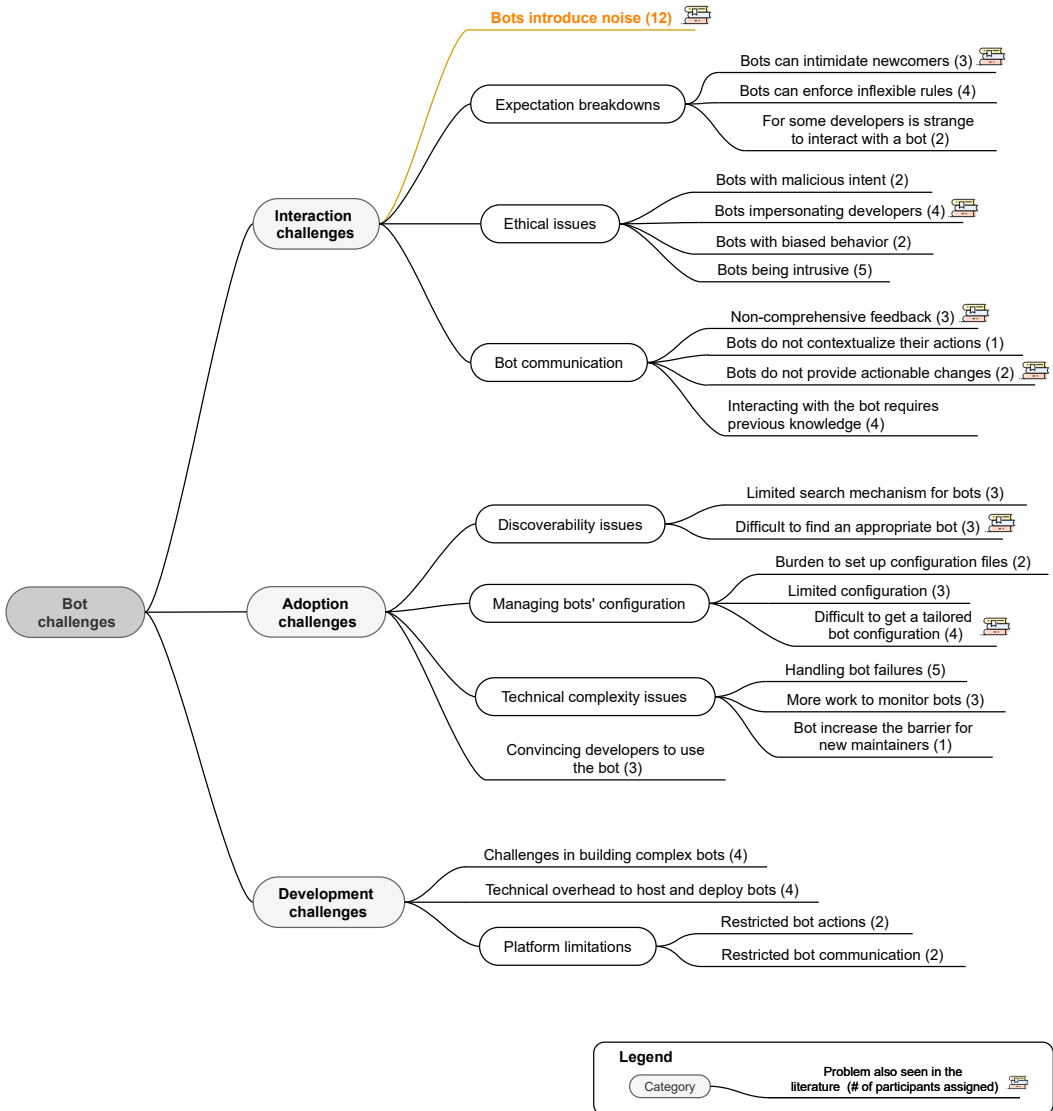 Bots introduce noise (12)
Bots can intimidate newcomers (3)
Expectation breakdowns
Bots can enforce inflexible rules (4)
For some developers is strange
to interact with a bot (2)
Bots with malicious intent (2)
Interaction
challenges
Ethical issues
Bots impersonating developers (4)
Bots with biased behavior (2)
Bots being intrusive (5)
Non-comprehensive feedback (3)
Bots do not contextualize their actions (1)
Bot communication
Bots do not provide actionable changes (2)
Interacting with the bot requires
previous knowledge (4)
Limited search mechanism for bots (3)
Discoverability issues
Difficult to find an appropriate bot (3)
Burden to set up configuration files (2)
Bot
challenges
Adoption
challenges
Managing bots' configuration
Limited configuration (3)
Difficult to get a tailored
bot configuration (4)
Handling bot failures (5)
Technical complexity issues
More work to monitor bots (3)
Bot increase the barrier for
new maintainers (1)
Convincing developers to use
the bot (3)
Challenges in building complex bots (4)
Development
challenges
Technical overhead to host and deploy bots (4)
Restricted bot actions (2)
Platform limitations
Restricted bot communication (2)
Legend
Category
Problem also seen in the
literature (# of participants assigned)